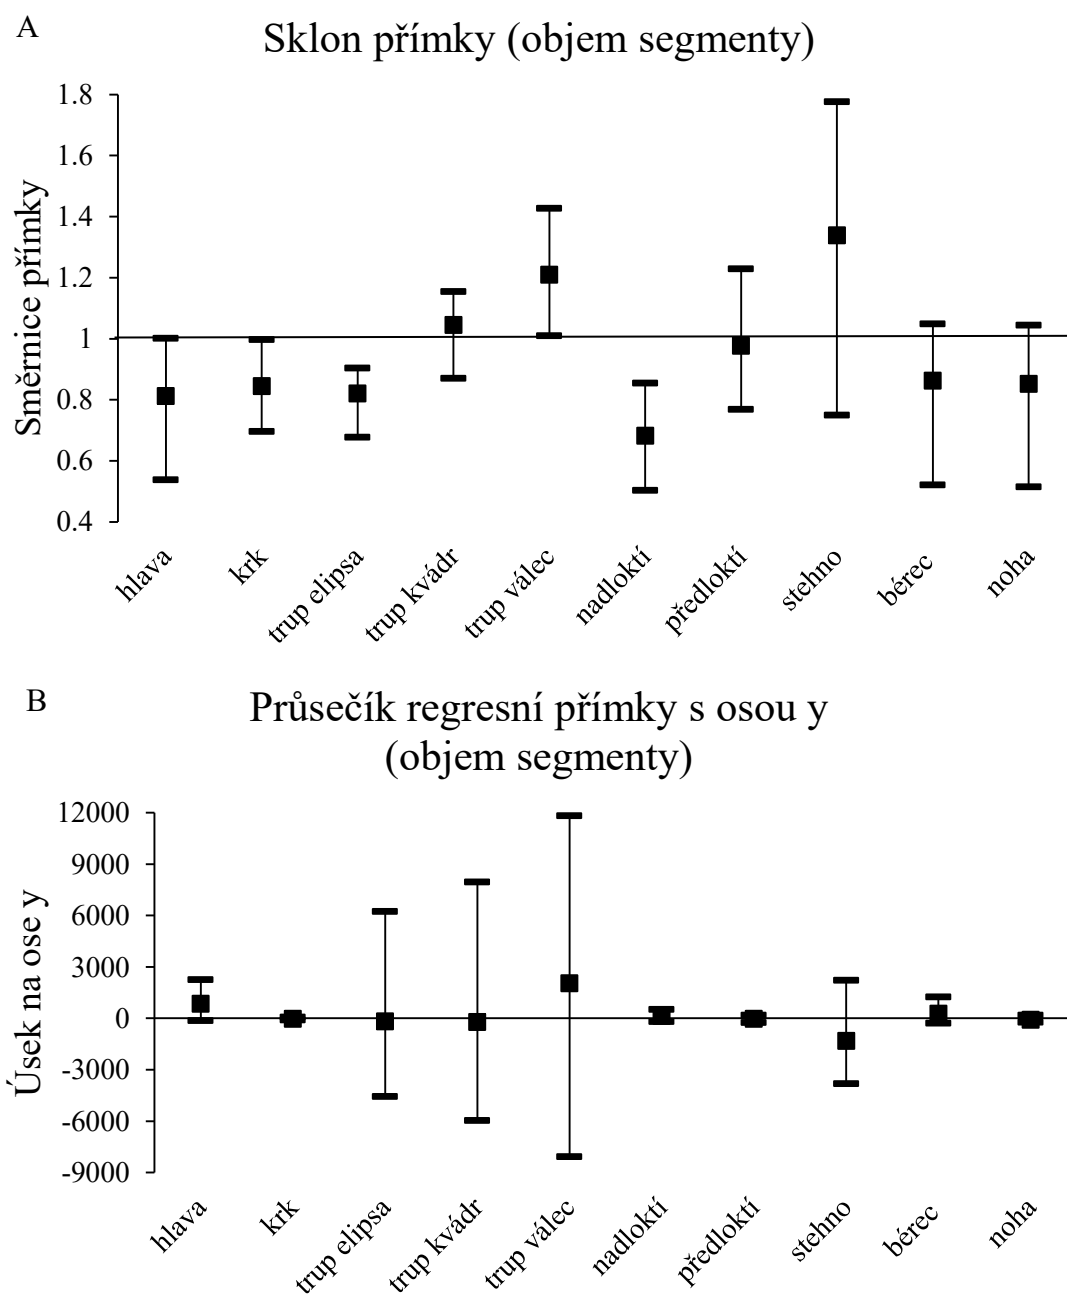 A
Sklon přímky (objem segmenty)
Směrnice přímky
1.8
1.6
1.4
1.2
1
0.8
0.6
0.4
hlava
krk
trup elipsa
trup kvádr
trup válec
nadloktí
předloktí
stehno
bérec
noha
B
Průsečík regresní přímky s osou y
(objem segmenty)
Úsek na ose y
12000
9000
6000
3000
0
-3000
-6000
-9000
hlava
krk
trup elipsa
trup kvádr
trup válec
nadloktí
předloktí
stehno
bérec
noha